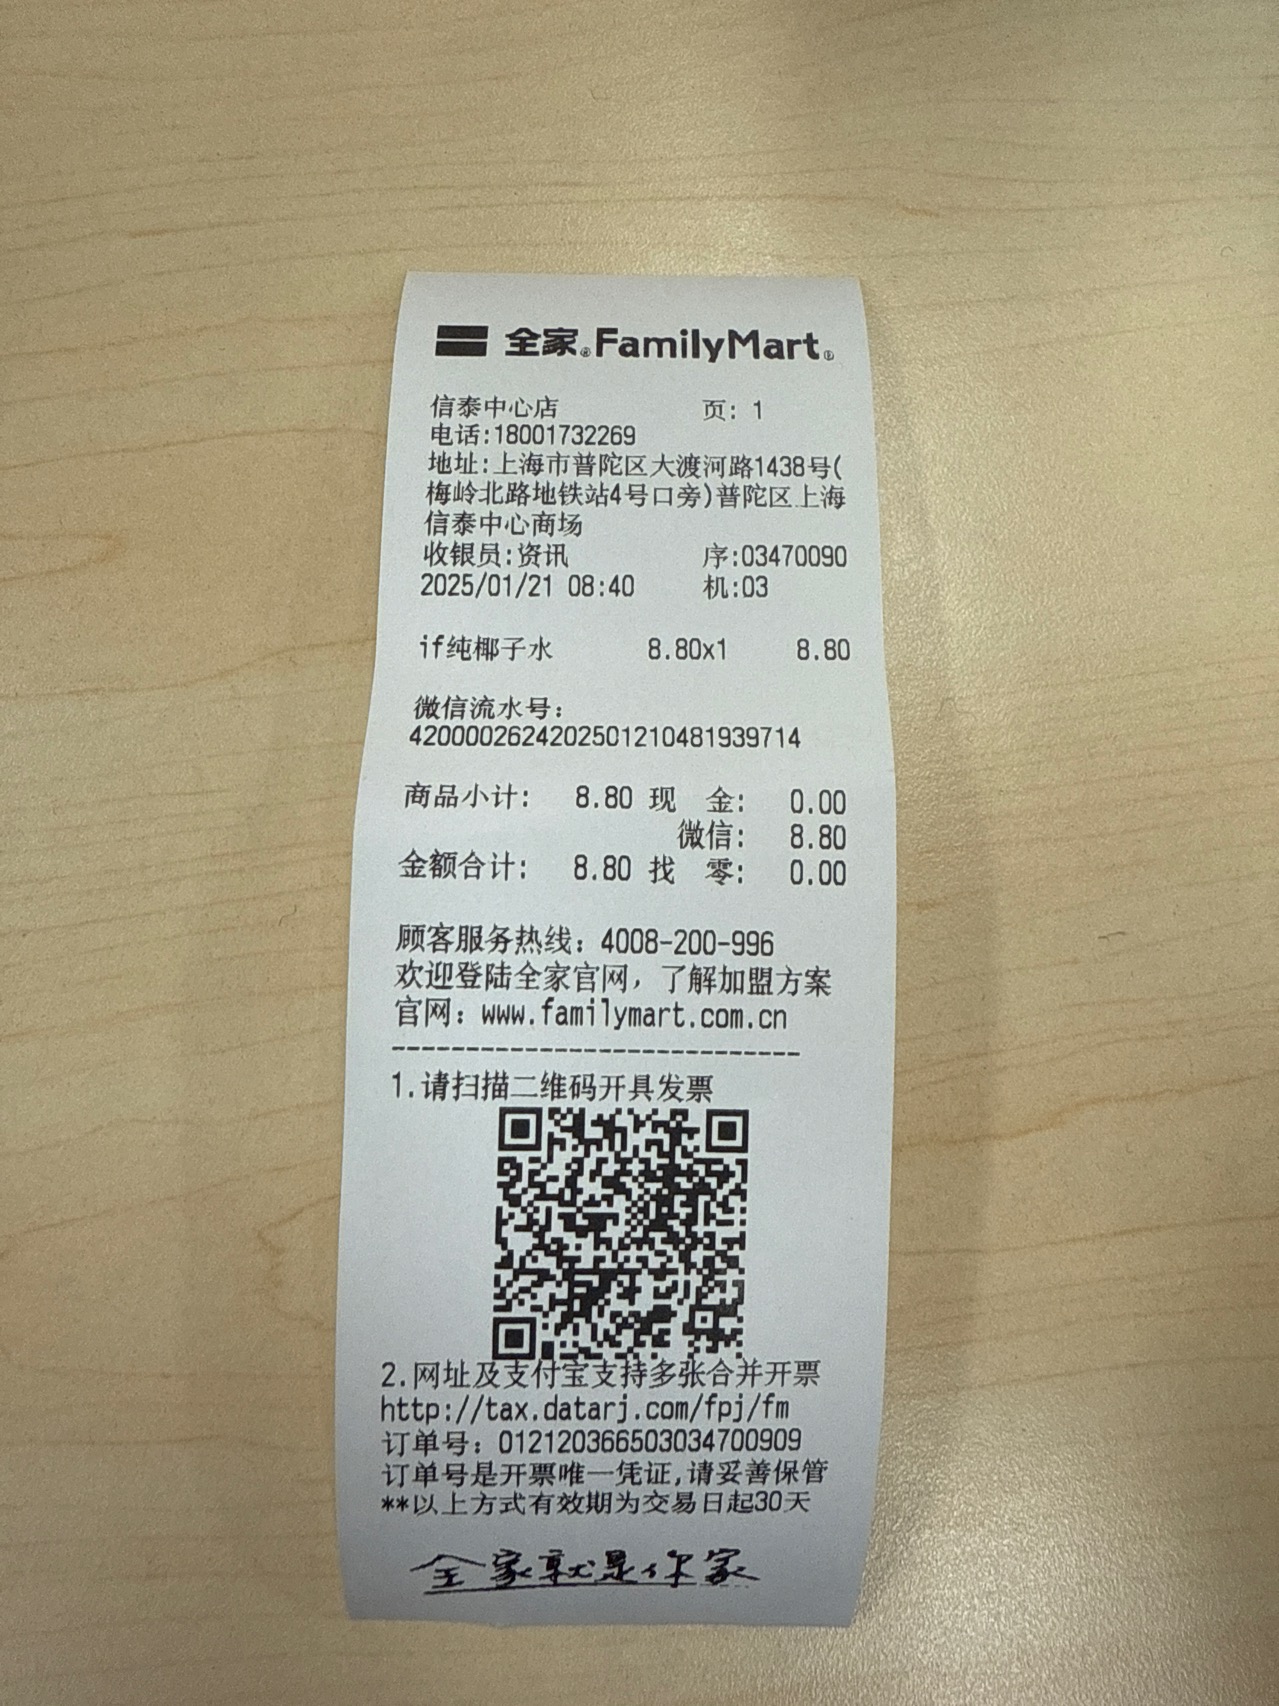 全家®FamilyMart®
信泰中心店 页: 1
电话:18001732269
地址:上海市普陀区大渡河路1438号(
梅岭北路地铁站4号口旁)普陀区上海
信泰中心商场
收银员:资讯 序:03470090
2025/01/21 08:40 机:03
if纯椰子水 8.80x1 8.80
微信流水号:
4200002624202501210481939714
商品小计: 8.80 现 金: 0.00
微信: 8.80
金额合计: 8.80 找 零: 0.00
顾客服务热线: 4008-200-996
欢迎登陆全家官网, 了解加盟方案
官网: www.familymart.com.cn
----------------------------------
1.请扫描二维码开具发票
2.网址及支付宝支持多张合并开票
http://tax.datarj.com/fpj/fm
订单号: 012120366503034700909
订单号是开票唯一凭证,请妥善保管
**以上方式有效期为交易日起30天
全家就是你家